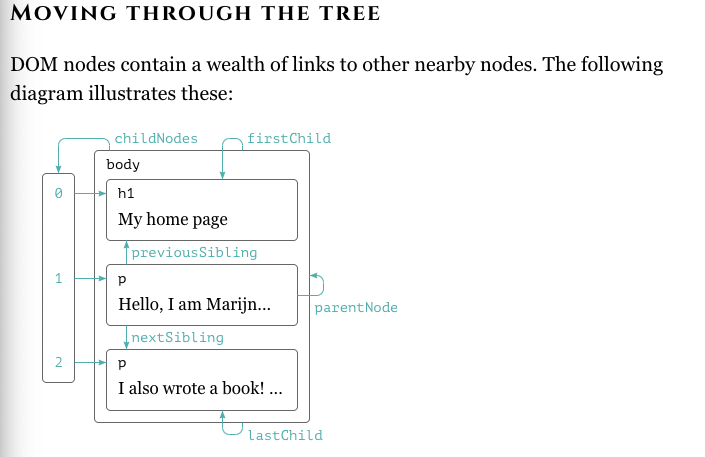 MOVING THROUGH THE TREE
DOM nodes contain a wealth of links to other nearby nodes. The following
diagram illustrates these:
childNodes
firstChild
body
0
h1
My home page
previousSibling
1
p
Hello, I am Marijn...
parentNode
nextSibling
2
p
I also wrote a book! ...
lastChild